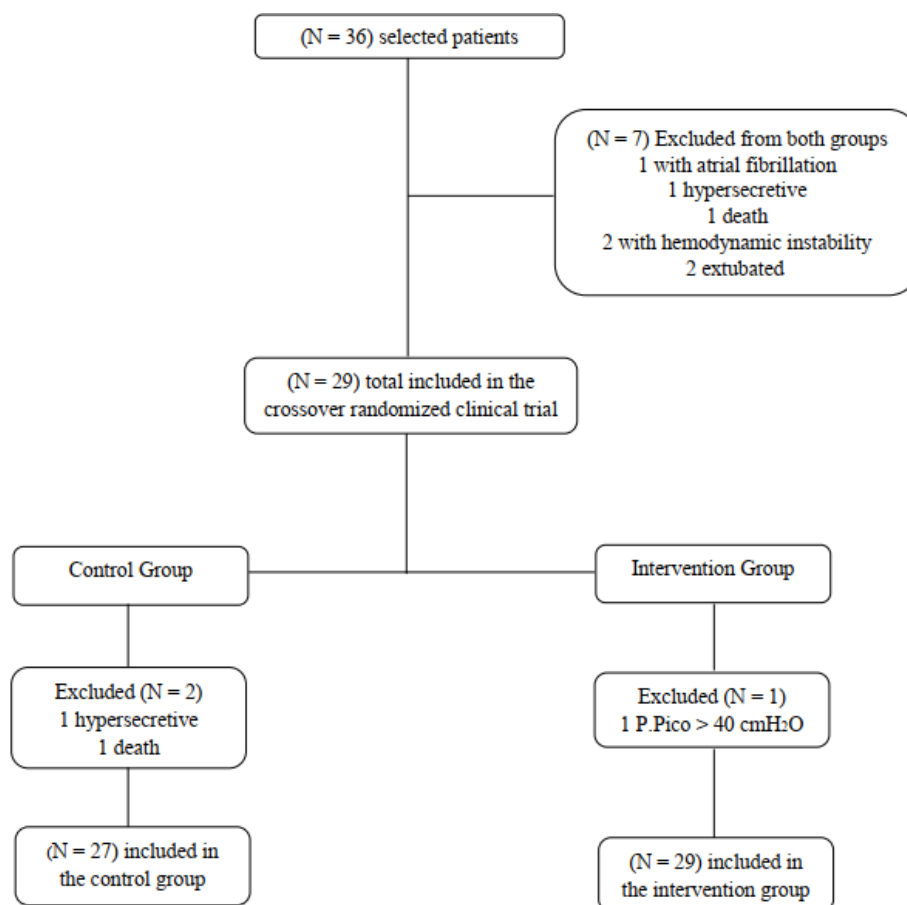 (N = 36) selected patients
(N = 7) Excluded from both groups
1 with atrial fibrillation
1 hypersecretive
1 death
2 with hemodynamic instability
2 extubated
(N = 29) total included in the
crossover randomized clinical trial
Control Group
Intervention Group
Excluded (N = 2)
1 hypersecretive
1 death
Excluded (N = 1)
1 P.Pico > 40 cmH₂O
(N = 27) included in
the control group
(N = 29) included in
the intervention group